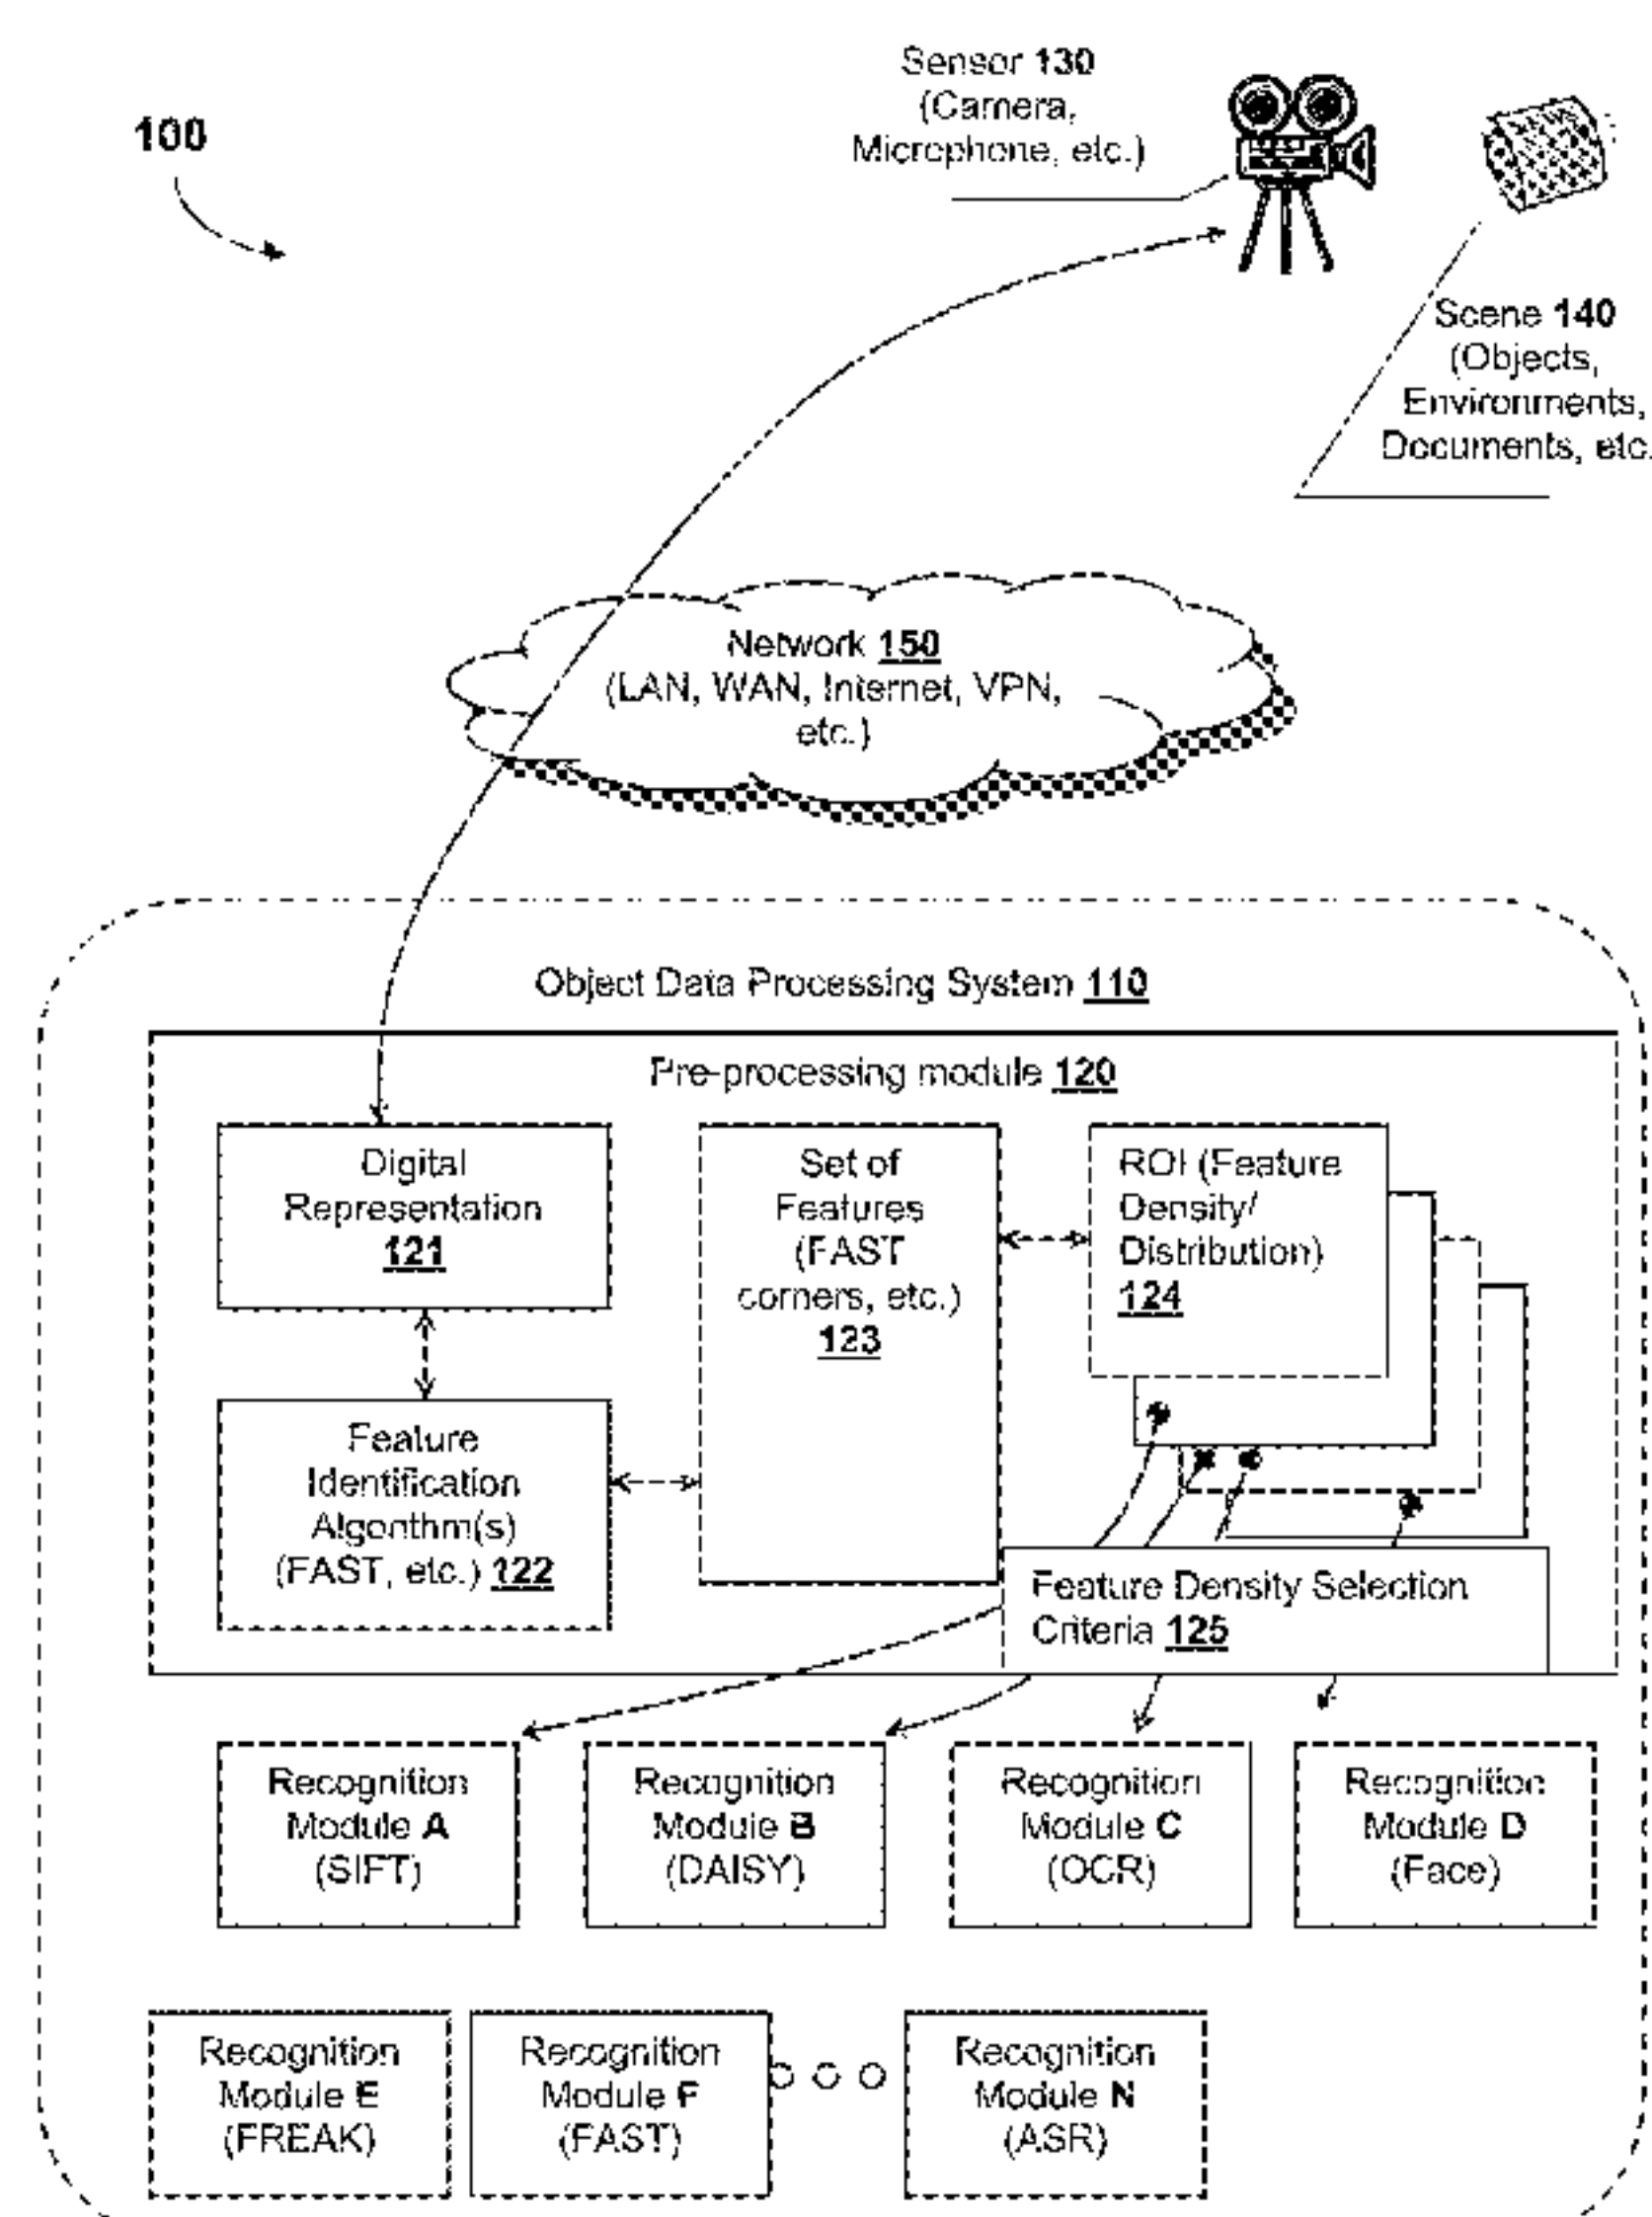 100
Sensor 130
(Camera,
Microphone, etc.)
Scene 140
(Objects,
Environments,
Documents, etc.
Network 150
(LAN, WAN, Internet, VPN,
etc.)
Object Data Processing System 110
Pre-processing module 120
Digital
Representation
121
Feature
Identification
Algorithm(s)
(FAST, etc.) 122
Set of
Features
(FAST
corners, etc.)
123
ROI (Feature
Density/
Distribution)
124
Feature Density Selection
Criteria 125
Recognition
Module A
(SIFT)
Recognition
Module B
(DAISY)
Recognition
Module C
(OCR)
Recognition
Module D
(Face)
Recognition
Module E
(FREAK)
Recognition
Module F
(FAST)
Recognition
Module N
(ASR)